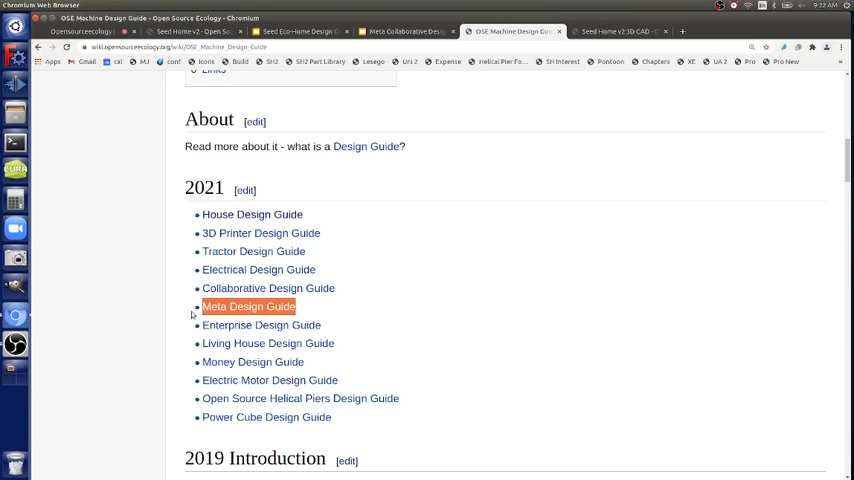 Chromium Web Browser
9:22 AM
OSE Machine Design Guide - Open Source Ecology - Chromium
Opensourceecology
Seed Home v2 - Open Sou
Seed Eco-Home Design G
Meta Collaborative Desig
OSE Machine Design Gui
Seed Home v2 3D CAD -
wiki.opensourceecology.org/wiki/OSE_Machine_Design_Guide
Apps
Gmail
cal
MJ
conf
Icons
Build
SH2
SH2 Part Library
Lesego
Uni 2
Expense
Helical Pier Fo
SH Interest
Pontoon
Chapters
XE
UA 2
Pro
Pro New
Links
About [edit]
Read more about it - what is a Design Guide?
2021 [edit]
House Design Guide
3D Printer Design Guide
Tractor Design Guide
Electrical Design Guide
Collaborative Design Guide
Meta Design Guide
Enterprise Design Guide
Living House Design Guide
Money Design Guide
Electric Motor Design Guide
Open Source Helical Piers Design Guide
Power Cube Design Guide
2019 Introduction [edit]